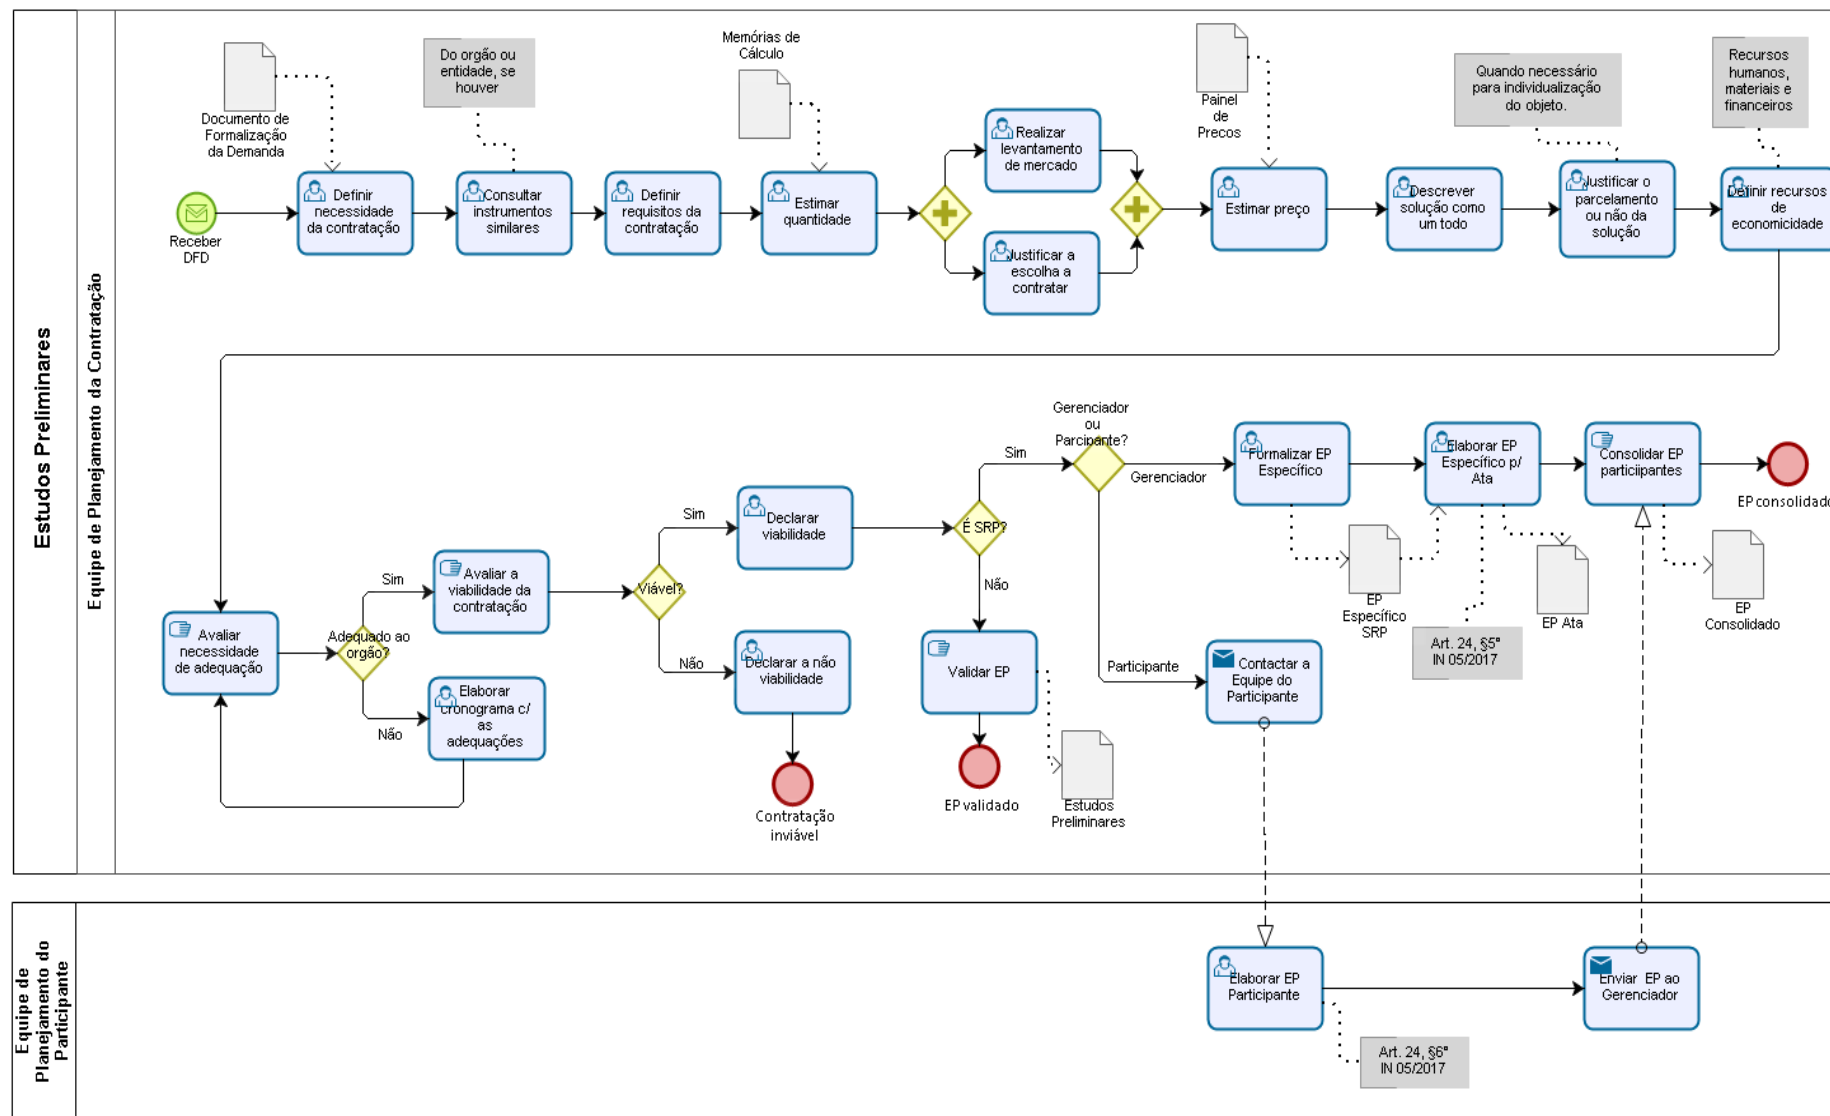 Estudos Preliminares
Equipe de Planejamento da Contratação
Documento de
Formalização
da Demanda
Do orgão ou
entidade, se
houver
Memórias de
Cálculo
Painel
de
Precos
Quando necessário
para individualização
do objeto.
Recursos
humanos,
materiais e
financeiros
Receber
DFD
Definir
necessidade
da contratação
Consultar
instrumentos
similares
Definir
requisitos da
contratação
Estimar
quantidade
Realizar
levantamento
de mercado
Justificar a
escolha a
contratar
Estimar preço
Descrever
solução como
um todo
Justificar o
parcelamento
ou não da
solução
Definir recursos
de
economicidade
Avaliar
necessidade
de adequação
Adequado ao
orgão?
Sim
Não
Avaliar a
viabilidade da
contratação
Elaborar
cronograma c/
as
adequações
Viável?
Sim
Não
Declarar
viabilidade
Declarar a não
viabilidade
Contratação
inviável
É SRP?
Sim
Não
Validar EP
EP validado
Estudos
Preliminares
Gerenciador
ou
Parcipante?
Gerenciador
Participante
Formalizar EP
Específico
EP
Específico
SRP
Elaborar EP
Específico p/
Ata
Art. 24, §5º
IN 05/2017
EP Ata
Consolidar EP
particiipantes
EP
Consolidado
EP consolidado
Contactar a
Equipe do
Participante
Equipe de
Planejamento do
Participante
Elaborar EP
Participante
Art. 24, §6º
IN 05/2017
Enviar EP ao
Gerenciador